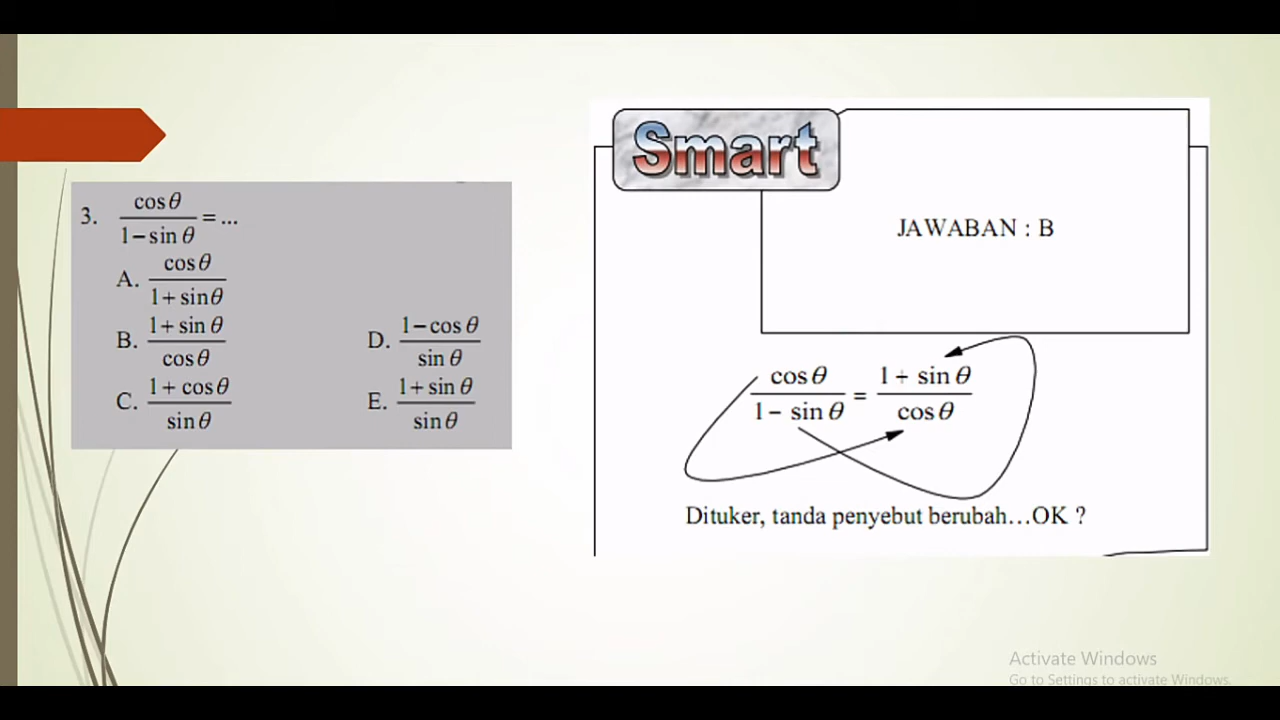 3. cosθ / 1 − sin θ = ...
A. cosθ / 1 + sinθ
B. 1 + sin θ / cosθ
C. 1 + cosθ / sinθ
D. 1 − cosθ / sinθ
E. 1 + sinθ / sinθ
Smart
JAWABAN : B
cosθ / 1 − sinθ = 1 + sinθ / cosθ
Dituker, tanda penyebut berubah…OK ?
Activate Windows
Go to Settings to activate Windows.